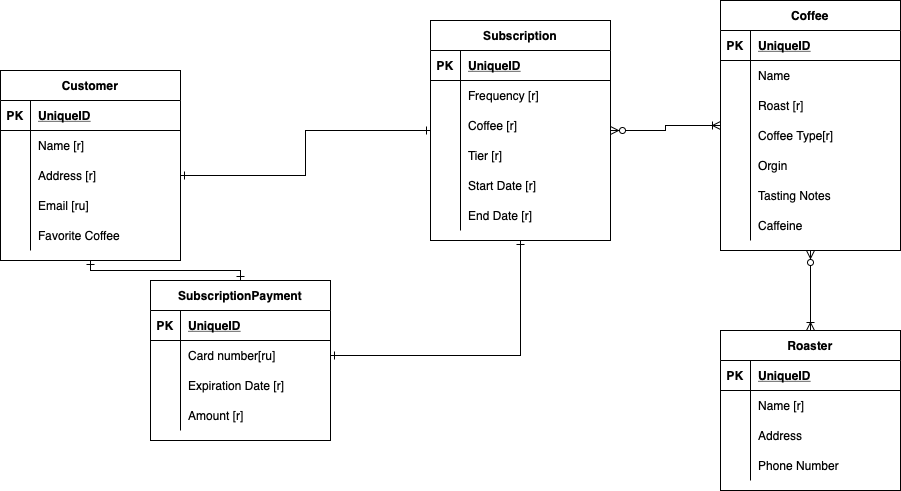 Customer
PK UniqueID
Name [r]
Address [r]
Email [ru]
Favorite Coffee
SubscriptionPayment
PK UniqueID
Card number[ru]
Expiration Date [r]
Amount [r]
Subscription
PK UniqueID
Frequency [r]
Coffee [r]
Tier [r]
Start Date [r]
End Date [r]
Coffee
PK UniqueID
Name
Roast [r]
Coffee Type[r]
Orgin
Tasting Notes
Caffeine
Roaster
PK UniqueID
Name [r]
Address
Phone Number